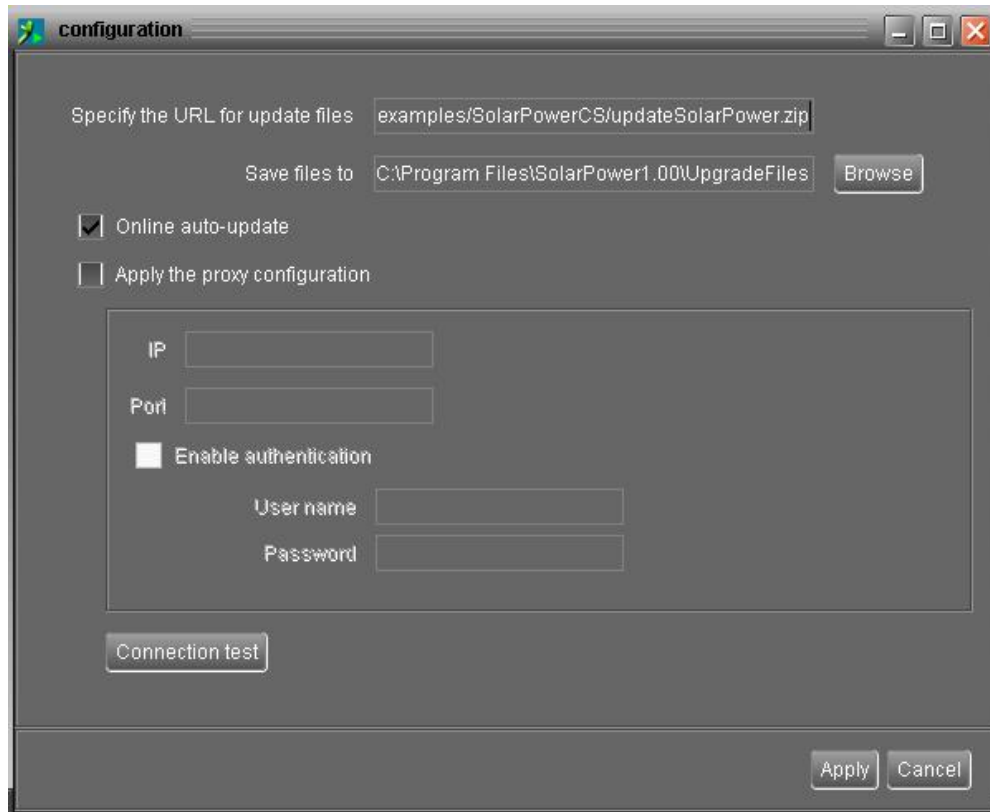 configuration
Specify the URL for update files examples/SolarPowerCS/updateSolarPower.zip
Save files to C:\Program Files\SolarPower1.00\UpgradeFiles Browse
Online auto-update
Apply the proxy configuration
IP
Port
Enable authentication
User name
Password
Connection test
Apply Cancel